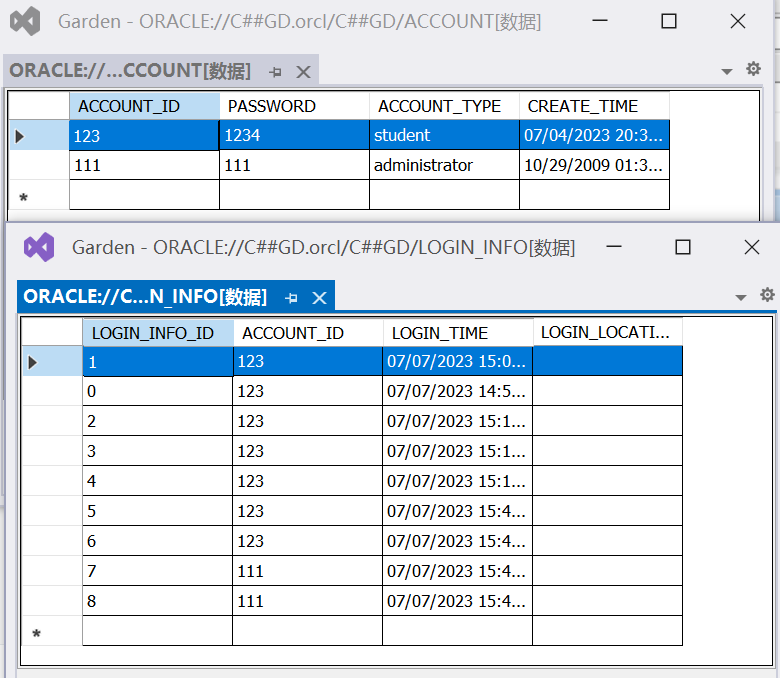 Garden - ORACLE://C##GD.orcl/C##GD/ACCOUNT[数据]
ORACLE://...CCOUNT[数据]
ACCOUNT_ID PASSWORD ACCOUNT_TYPE CREATE_TIME
123 1234 student 07/04/2023 20:3...
111 111 administrator 10/29/2009 01:3...
*
Garden - ORACLE://C##GD.orcl/C##GD/LOGIN_INFO[数据]
ORACLE://C...N_INFO[数据]
LOGIN_INFO_ID ACCOUNT_ID LOGIN_TIME LOGIN_LOCATI...
1 123 07/07/2023 15:0...
0 123 07/07/2023 14:5...
2 123 07/07/2023 15:1...
3 123 07/07/2023 15:1...
4 123 07/07/2023 15:1...
5 123 07/07/2023 15:4...
6 123 07/07/2023 15:4...
7 111 07/07/2023 15:4...
8 111 07/07/2023 15:4...
*